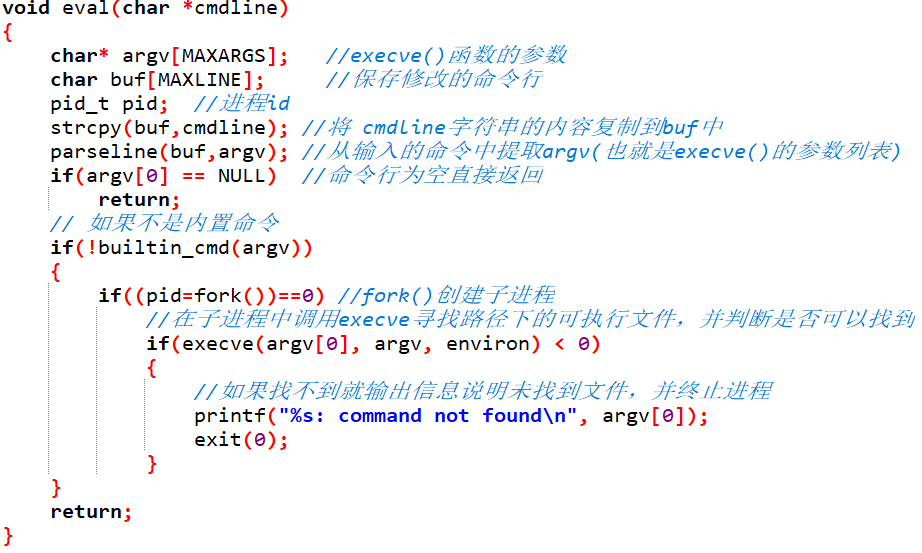 void eval(char *cmdline)
{
    char* argv[MAXARGS];   //execve()函数的参数
    char buf[MAXLINE];     //保存修改的命令行
    pid_t pid;  //进程id
    strcpy(buf,cmdline); //将 cmdline字符串的内容复制到buf中
    parseline(buf,argv); //从输入的命令中提取argv(也就是execve()的参数列表)
    if(argv[0] == NULL)  //命令行为空直接返回
        return;
    // 如果不是内置命令
    if(!builtin_cmd(argv))
    {
        if((pid=fork())==0) //fork()创建子进程
            //在子进程中调用execve寻找路径下的可执行文件，并判断是否可以找到
            if(execve(argv[0], argv, environ) < 0)
            {
                //如果找不到就输出信息说明未找到文件，并终止进程
                printf("%s: command not found\n", argv[0]);
                exit(0);
            }
    }
    return;
}